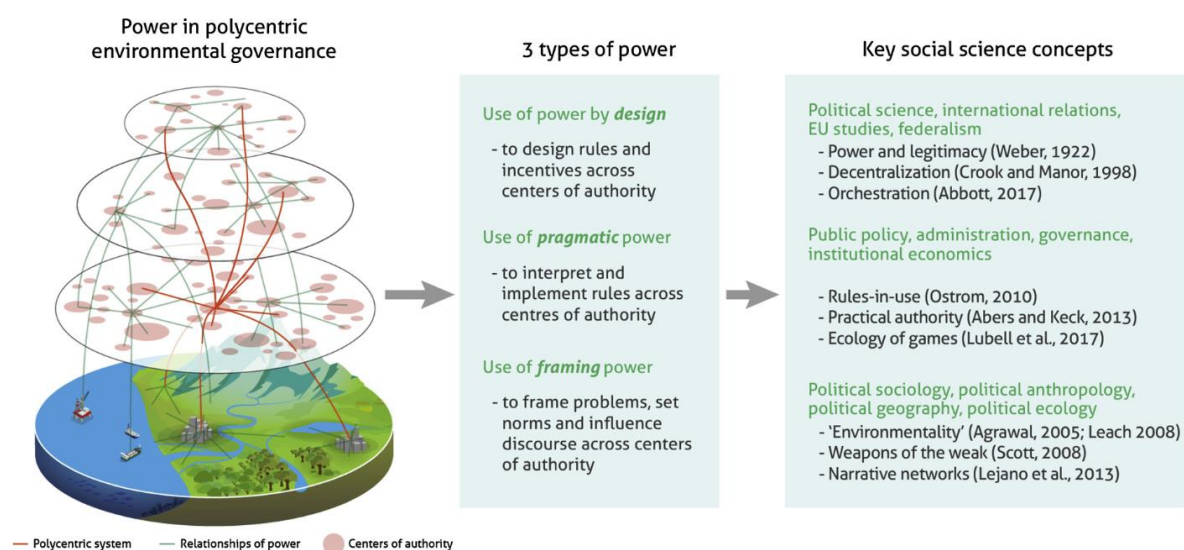 Power in polycentric
environmental governance
3 types of power
Key social science concepts
Use of power by design
- to design rules and
incentives across
centers of authority
Use of pragmatic power
- to interpret and
implement rules across
centres of authority
Use of framing power
- to frame problems, set
norms and influence
discourse across centers
of authority
Political science, international relations,
EU studies, federalism
- Power and legitimacy (Weber, 1922)
- Decentralization (Crook and Manor, 1998)
- Orchestration (Abbott, 2017)
Public policy, administration, governance,
institutional economics
- Rules-in-use (Ostrom, 2010)
- Practical authority (Abers and Keck, 2013)
- Ecology of games (Lubell et al., 2017)
Political sociology, political anthropology,
political geography, political ecology
- ‘Environmentality’ (Agrawal, 2005; Leach 2008)
- Weapons of the weak (Scott, 2008)
- Narrative networks (Lejano et al., 2013)
Polycentric system
Relationships of power
Centers of authority